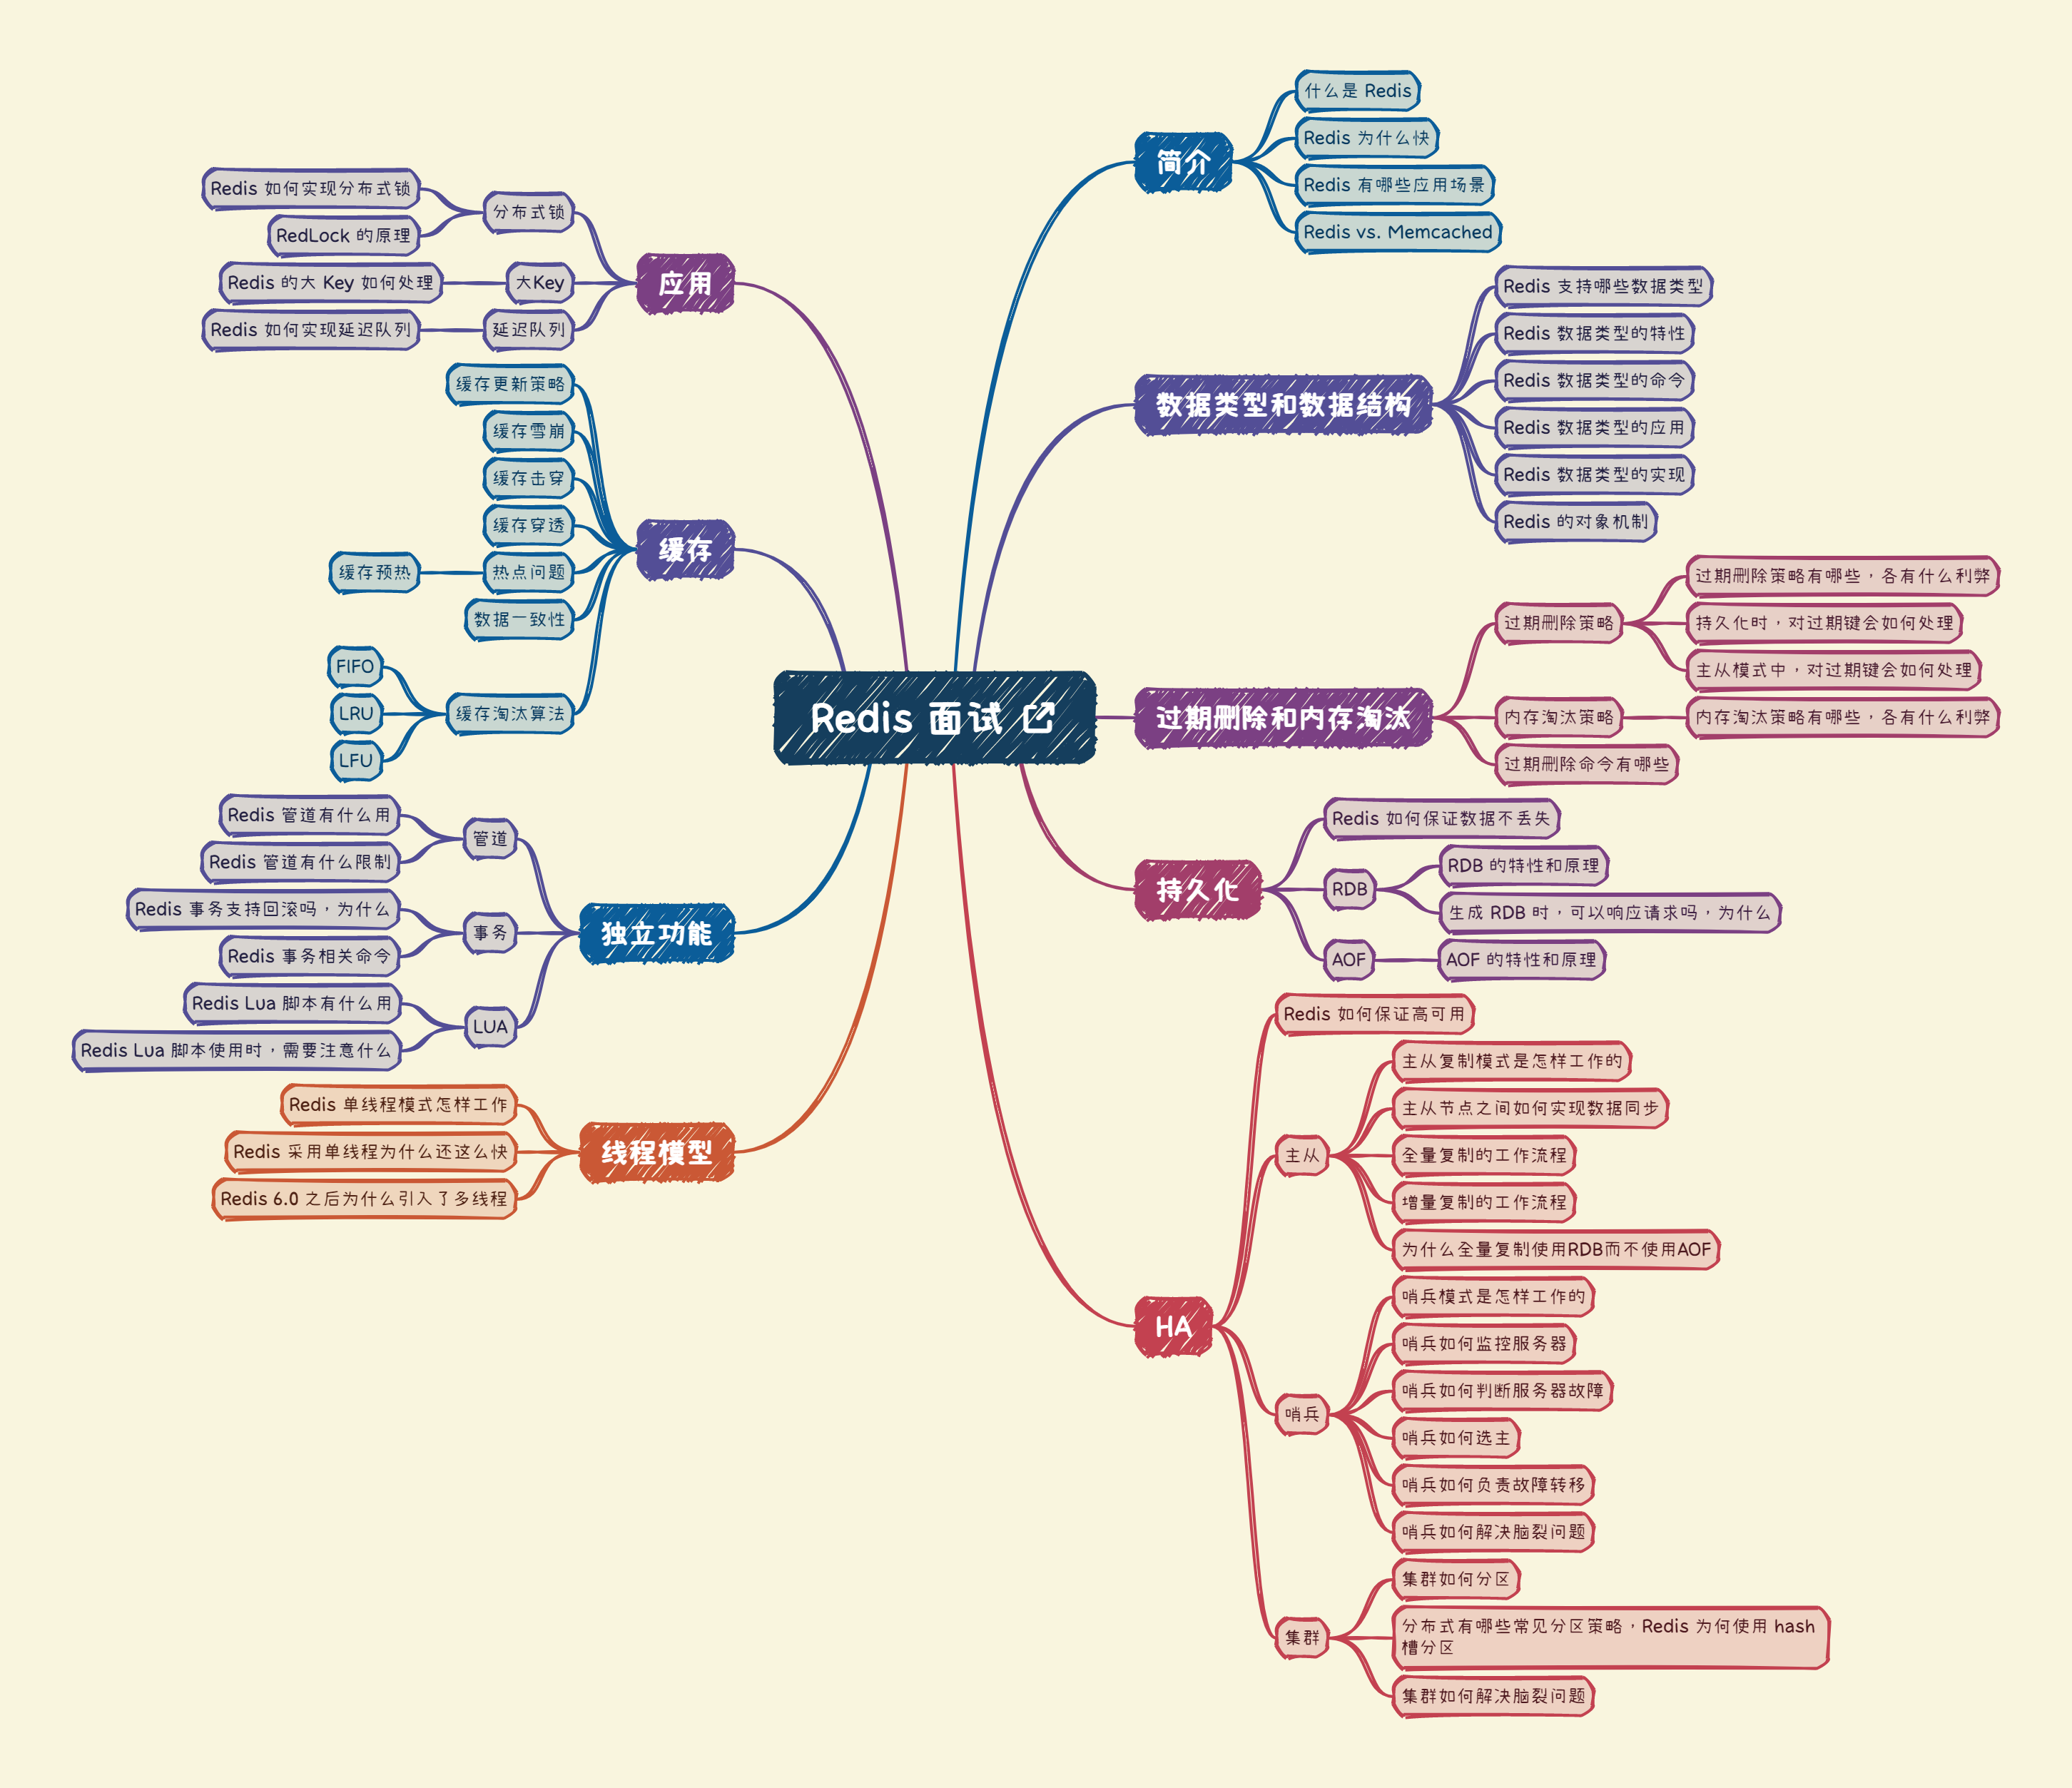 Redis 面试
简介
什么是 Redis
Redis 为什么快
Redis 有哪些应用场景
Redis vs. Memcached
数据类型和数据结构
Redis 支持哪些数据类型
Redis 数据类型的特性
Redis 数据类型的命令
Redis 数据类型的应用
Redis 数据类型的实现
Redis 的对象机制
过期删除和内存淘汰
过期删除策略
过期删除策略有哪些，各有什么利弊
持久化时，对过期键会如何处理
主从模式中，对过期键会如何处理
内存淘汰策略
内存淘汰策略有哪些，各有什么利弊
过期删除命令有哪些
持久化
Redis 如何保证数据不丢失
RDB
RDB 的特性和原理
生成 RDB 时，可以响应请求吗，为什么
AOF
AOF 的特性和原理
HA
Redis 如何保证高可用
主从
主从复制模式是怎样工作的
主从节点之间如何实现数据同步
全量复制的工作流程
增量复制的工作流程
为什么全量复制使用RDB而不使用AOF
哨兵
哨兵模式是怎样工作的
哨兵如何监控服务器
哨兵如何判断服务器故障
哨兵如何选主
哨兵如何负责故障转移
哨兵如何解决脑裂问题
集群
集群如何分区
分布式有哪些常见分区策略，Redis 为何使用 hash
槽分区
集群如何解决脑裂问题
应用
分布式锁
Redis 如何实现分布式锁
RedLock 的原理
大Key
Redis 的大 Key 如何处理
延迟队列
Redis 如何实现延迟队列
缓存
缓存更新策略
缓存雪崩
缓存击穿
缓存穿透
热点问题
缓存预热
数据一致性
缓存淘汰算法
FIFO
LRU
LFU
独立功能
管道
Redis 管道有什么用
Redis 管道有什么限制
事务
Redis 事务支持回滚吗，为什么
Redis 事务相关命令
LUA
Redis Lua 脚本有什么用
Redis Lua 脚本使用时，需要注意什么
线程模型
Redis 单线程模式怎样工作
Redis 采用单线程为什么还这么快
Redis 6.0 之后为什么引入了多线程